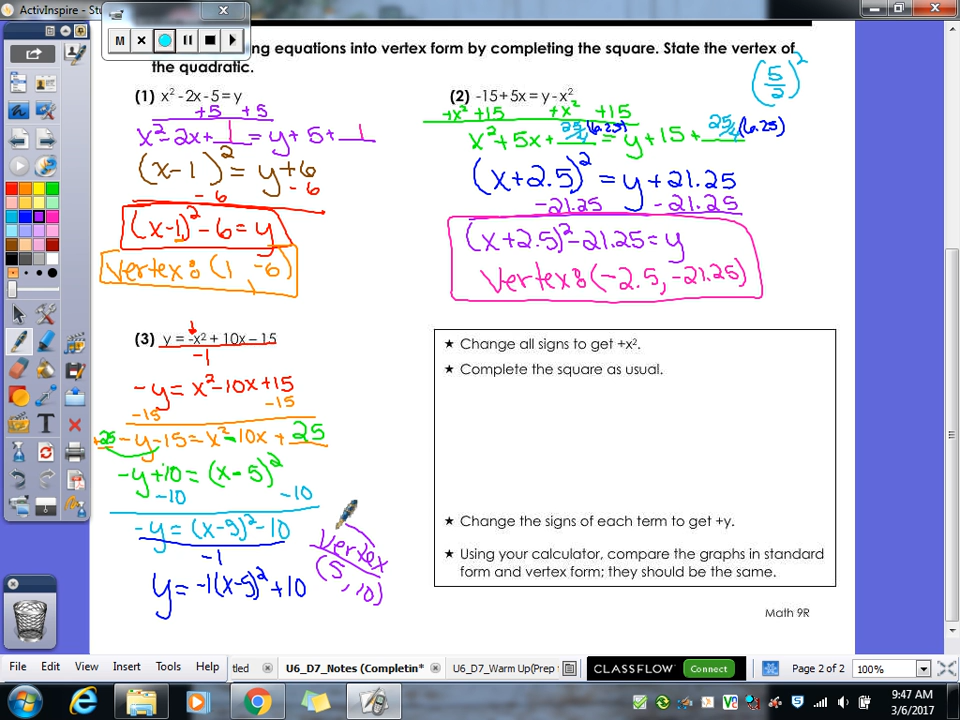 ActivInspire - Stu
M
ng equations into vertex form by completing the square. State the vertex of
the quadratic.
(5/2)²
(1) x² - 2x - 5 = y
+5 +5
x² - 2x + 1 = y + 5 + 1
(x - 1)² = y + 6
- 6 - 6
(x - 1)² - 6 = y
Vertex: (1, -6)
(2) -15 + 5x = y - x²
+x² +15 +x² +15
x² + 5x + 25/4 (6.25) = y + 15 + 25/4 (6.25)
(x + 2.5)² = y + 21.25
-21.25 -21.25
(x + 2.5)² - 21.25 = y
Vertex: (-2.5, -21.25)
(3) y = -x² + 10x – 15
-1
-y = x² - 10x + 15
-15 -15
+25 - y - 15 = x² - 10x + 25
-y + 10 = (x - 5)²
-10 -10
-y = (x - 5)² - 10
-1
y = -1(x - 5)² + 10
Vertex
(5, 10)
★ Change all signs to get +x².
★ Complete the square as usual.
★ Change the signs of each term to get +y.
★ Using your calculator, compare the graphs in standard
form and vertex form; they should be the same.
Math 9R
File Edit View Insert Tools Help
tled U6_D7_Notes (Completin* U6_D7_Warm Up(Prep CLASSFLOW Connect Page 2 of 2 100%
9:47 AM
3/6/2017